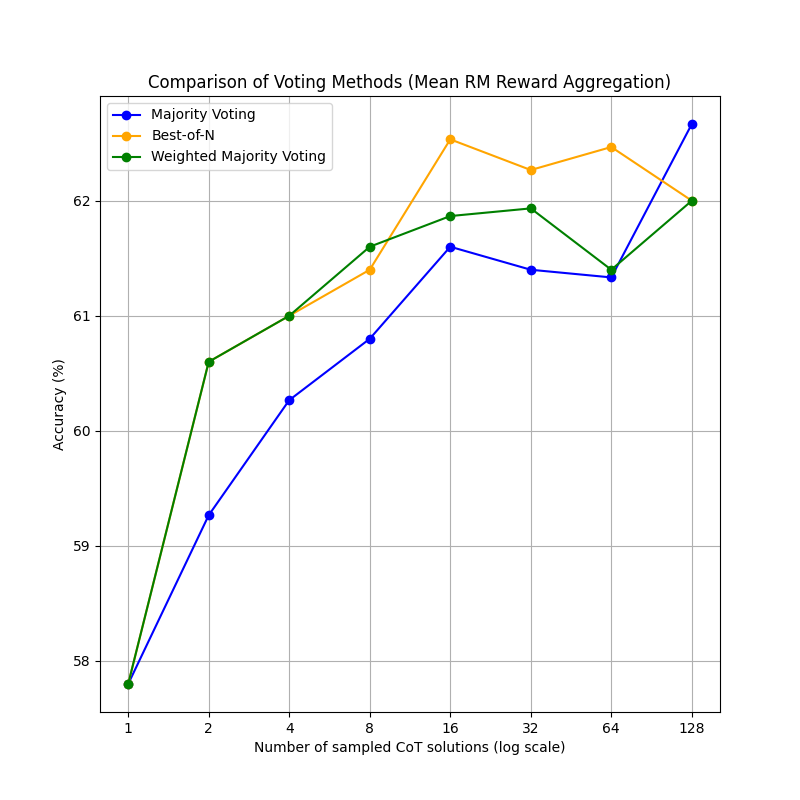 Comparison of Voting Methods (Mean RM Reward Aggregation)
Majority Voting
Best-of-N
Weighted Majority Voting
Accuracy (%)
62
61
60
59
58
1 2 4 8 16 32 64 128
Number of sampled CoT solutions (log scale)